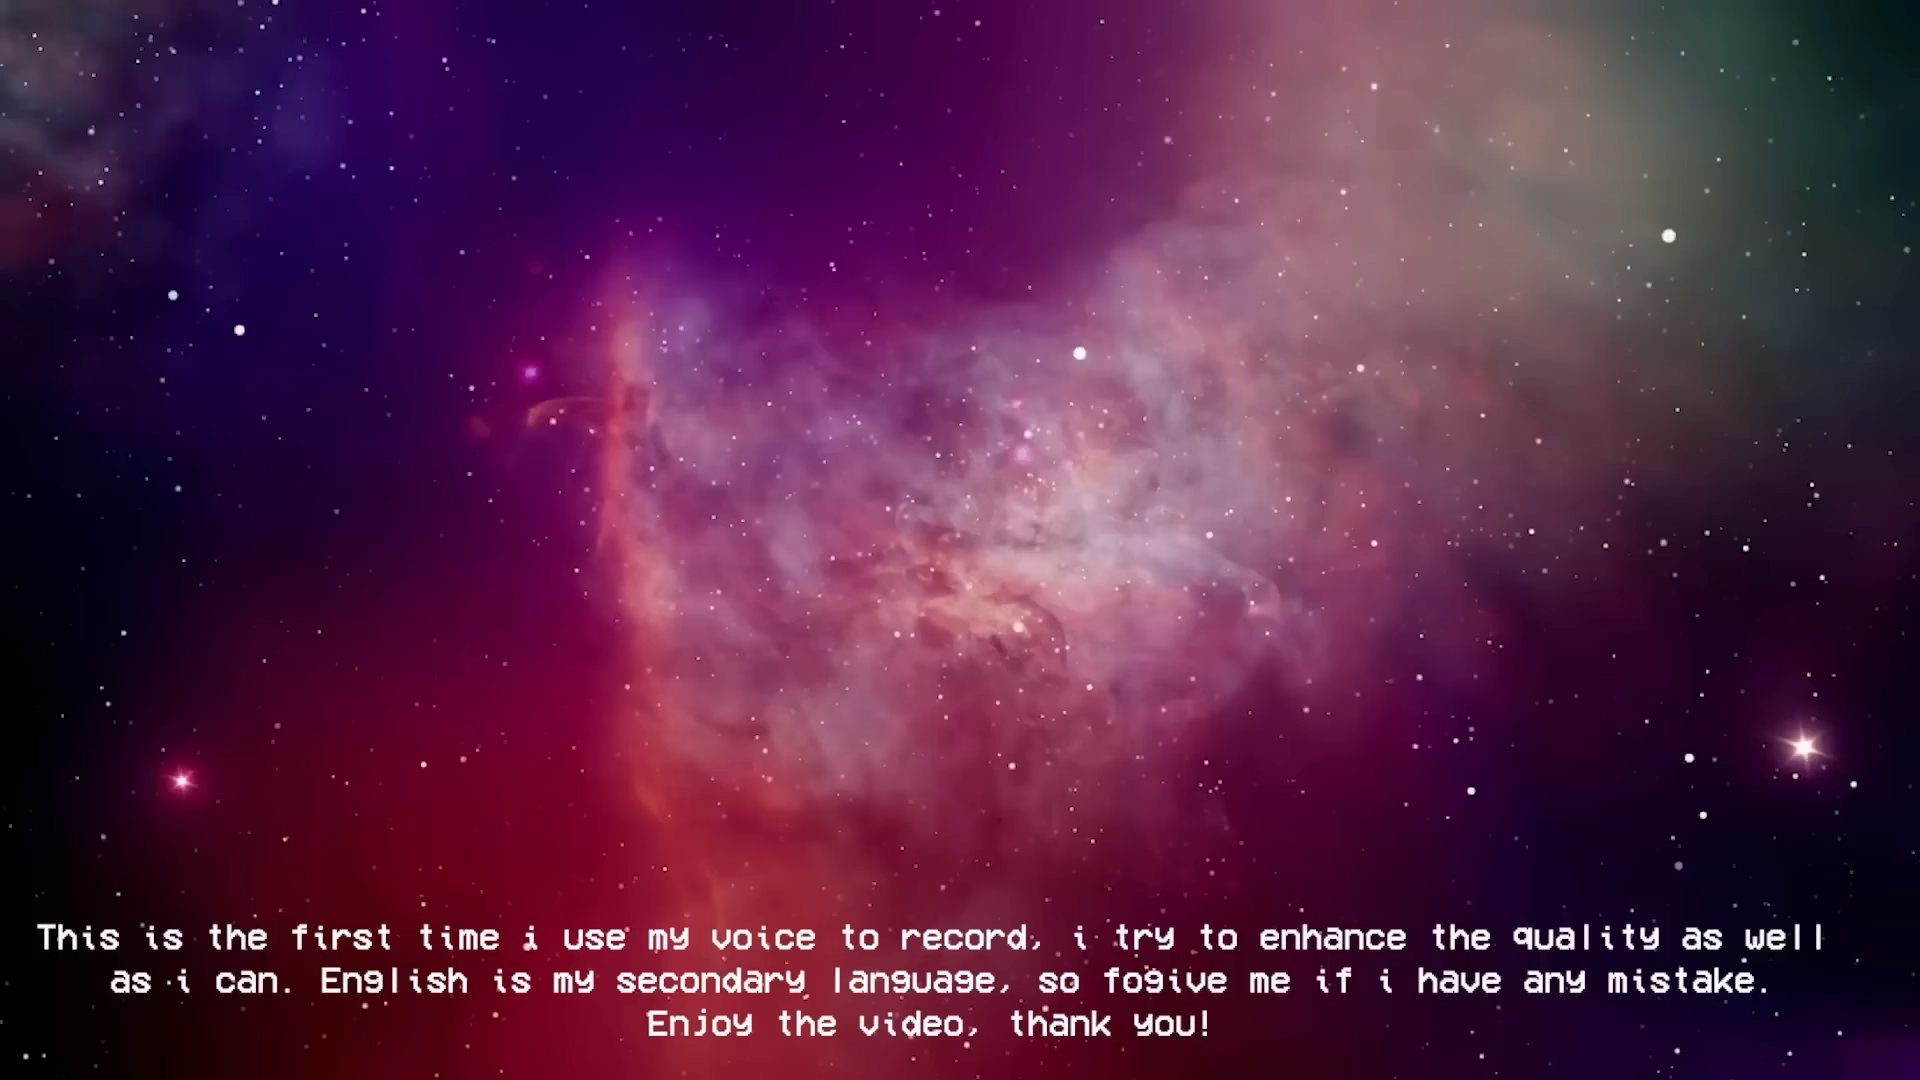 This is the first time i use my voice to record, i try to enhance the quality as well
as i can. English is my secondary language, so fogive me if i have any mistake.
Enjoy the video, thank you!